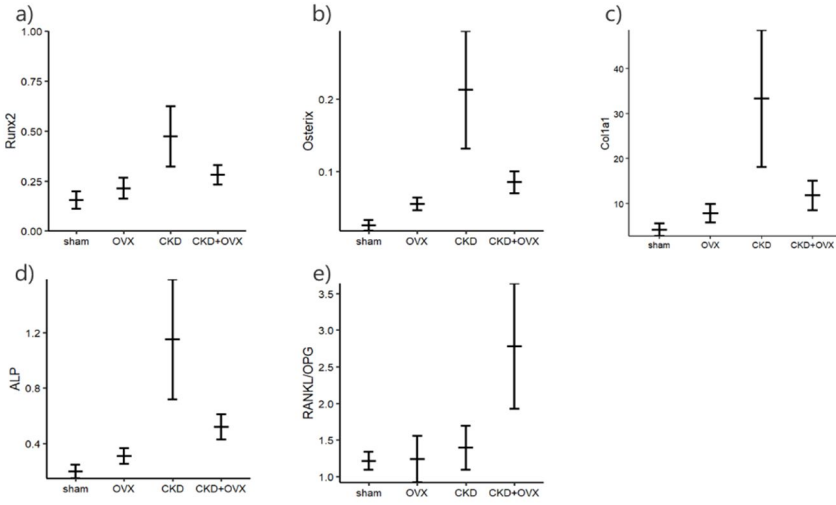 a)
1.00
0.75
0.50
0.25
0.00
Runx2
sham OVX CKD CKD+OVX
b)
0.2
0.1
Osterix
sham OVX CKD CKD+OVX
c)
40
30
20
10
Col1a1
sham OVX CKD CKD+OVX
d)
1.2
0.8
0.4
ALP
sham OVX CKD CKD+OVX
e)
3.5
3.0
2.5
2.0
1.5
1.0
RANKL/OPG
sham OVX CKD CKD+OVX